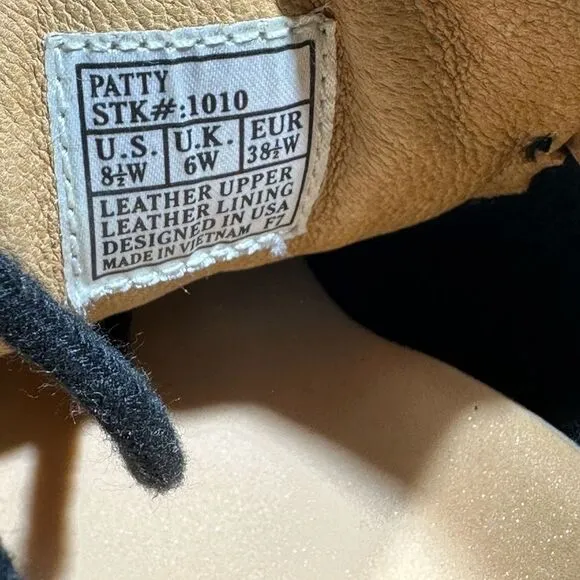 PATTY
STK#:1010
U.S. U.K. EUR
8½W 6W 38½W
LEATHER UPPER
LEATHER LINING
DESIGNED IN USA
MADE IN VIETNAM F7